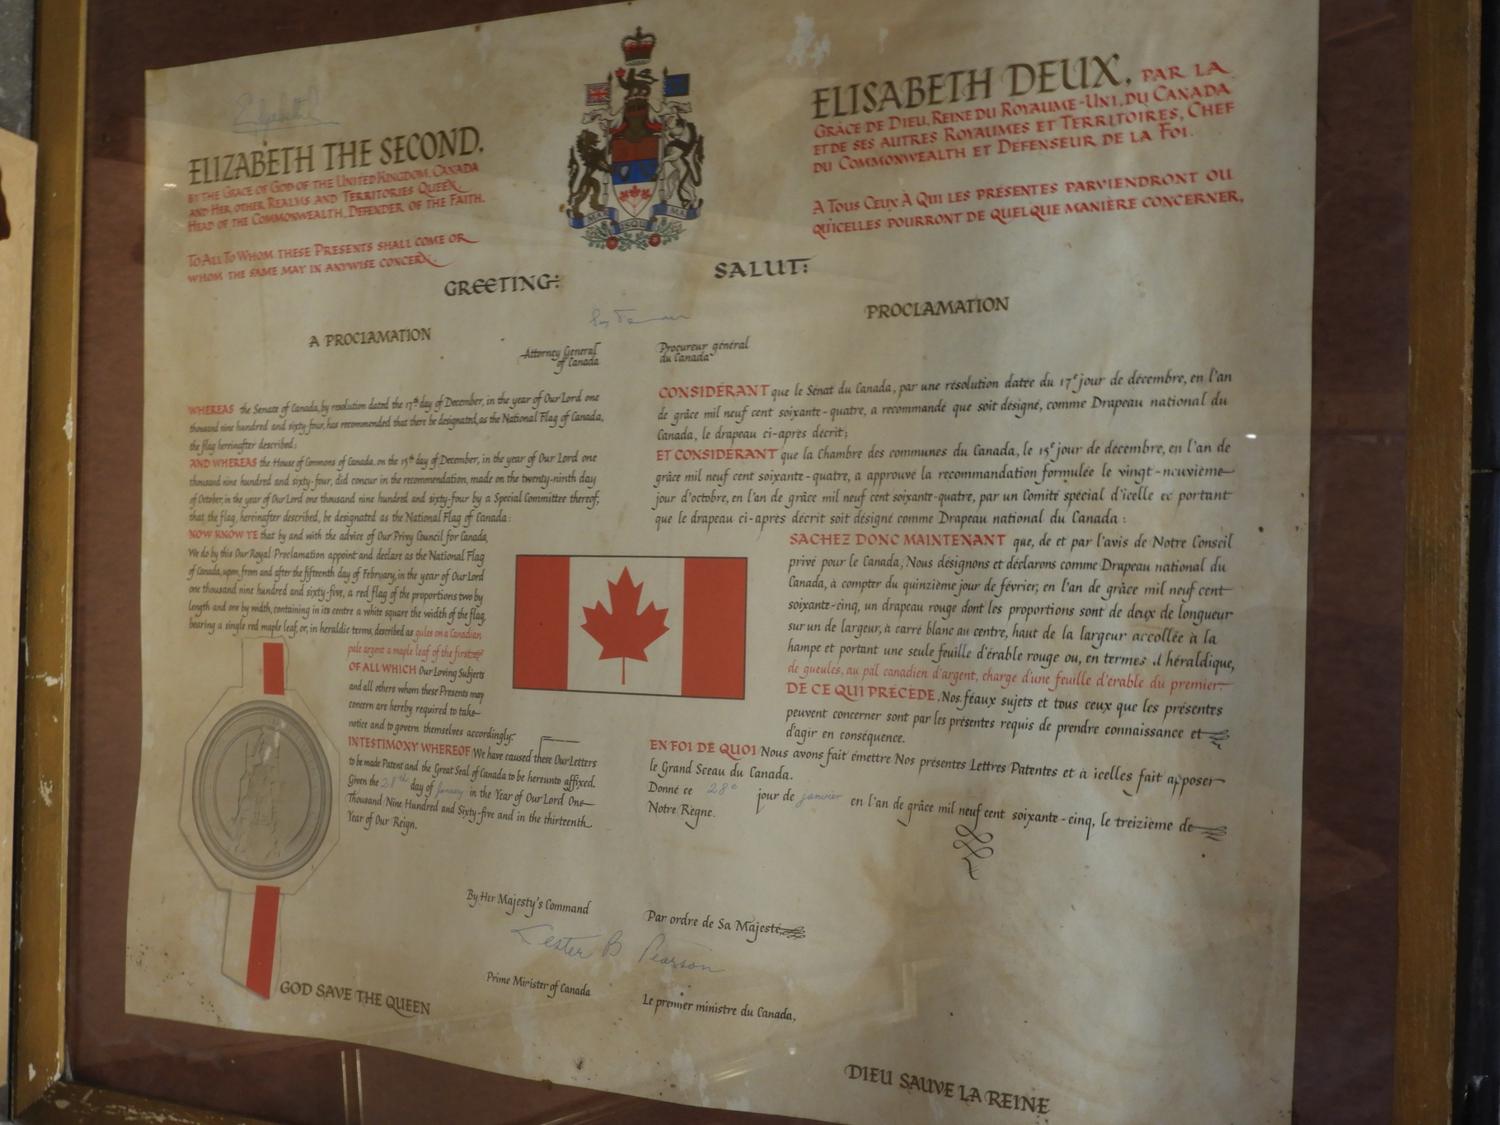 Elizabeth R
ELIZABETH THE SECOND,
BY THE GRACE OF GOD OF THE UNITED KINGDOM, CANADA
AND HER OTHER REALMS AND TERRITORIES QUEEN,
HEAD OF THE COMMONWEALTH, DEFENDER OF THE FAITH.
TO ALL TO WHOM THESE PRESENTS SHALL COME OR
WHOM THE SAME MAY IN ANYWISE CONCERN,
GREETING:
A PROCLAMATION
Attorney General
of Canada
WHEREAS the Senate of Canada, by resolution dated the 17th day of December, in the year of Our Lord one
thousand nine hundred and sixty-four, has recommended that there be designated, as the National Flag of Canada,
the flag hereinafter described;
AND WHEREAS the House of Commons of Canada, on the 15th day of December, in the year of Our Lord one
thousand nine hundred and sixty-four, did concur in the recommendation, made on the twenty-ninth day
of October, in the year of Our Lord one thousand nine hundred and sixty-four by a Special Committee thereof,
that the flag, hereinafter described, be designated as the National Flag of Canada:
NOW KNOW YE that by and with the advice of Our Privy Council for Canada,
We do by this Our Royal Proclamation appoint and declare as the National Flag
of Canada, upon, from and after the fifteenth day of February, in the year of Our Lord
one thousand nine hundred and sixty-five, a red flag of the proportions two by
length and one by width, containing in its centre a white square the width of the flag,
bearing a single red maple leaf, or, in heraldic terms, described as gules on a Canadian
pale argent a maple leaf of the first.
OF ALL WHICH Our Loving Subjects
and all others whom these Presents may
concern are hereby required to take
notice and to govern themselves accordingly.
IN TESTIMONY WHEREOF We have caused these Our Letters
to be made Patent and the Great Seal of Canada to be hereunto affixed.
Given the 28th day of January in the Year of Our Lord One
Thousand Nine Hundred and Sixty-five and in the thirteenth
Year of Our Reign.
By Her Majesty's Command
Lester B Pearson
Prime Minister of Canada
GOD SAVE THE QUEEN
ELISABETH DEUX, PAR LA
GRÂCE DE DIEU, REINE DU ROYAUME-UNI, DU CANADA
ET DE SES AUTRES ROYAUMES ET TERRITOIRES, CHEF
DU COMMONWEALTH ET DÉFENSEUR DE LA FOI.
A TOUS CEUX À QUI LES PRÉSENTES PARVIENDRONT OU
QU'ICELLES POURRONT DE QUELQUE MANIÈRE CONCERNER,
SALUT:
PROCLAMATION
Procureur général
du Canada
CONSIDÉRANT que le Sénat du Canada, par une résolution datée du 17e jour de décembre, en l'an
de grâce mil neuf cent soixante-quatre, a recommandé que soit désigné, comme Drapeau national du
Canada, le drapeau ci-après décrit;
ET CONSIDÉRANT que la Chambre des communes du Canada, le 15e jour de décembre, en l'an de
grâce mil neuf cent soixante-quatre, a approuvé la recommandation formulée le vingt-neuvième
jour d'octobre, en l'an de grâce mil neuf cent soixante-quatre, par un Comité spécial d'icelle et portant
que le drapeau ci-après décrit soit désigné comme Drapeau national du Canada:
SACHEZ DONC MAINTENANT que, de et par l'avis de Notre Conseil
privé pour le Canada, Nous désignons et déclarons comme Drapeau national du
Canada, à compter du quinzième jour de février, en l'an de grâce mil neuf cent
soixante-cinq, un drapeau rouge dont les proportions sont de deux de longueur
sur un de largeur, à carré blanc au centre, haut de la largeur accollée à la
hampe et portant une seule feuille d'érable rouge ou, en termes d'héraldique,
de gueules, au pal canadien d'argent, chargé d'une feuille d'érable du premier.
DE CE QUI PRÉCÈDE, Nos féaux sujets et tous ceux que les présentes
peuvent concerner sont par les présentes requis de prendre connaissance et
d'agir en conséquence.
EN FOI DE QUOI Nous avons fait émettre Nos présentes Lettres Patentes et à icelles fait apposer
le Grand Sceau du Canada.
Donné ce 28e jour de janvier en l'an de grâce mil neuf cent soixante-cinq, le treizième de
Notre Règne.
Par ordre de Sa Majesté
Le premier ministre du Canada,
DIEU SAUVE LA REINE